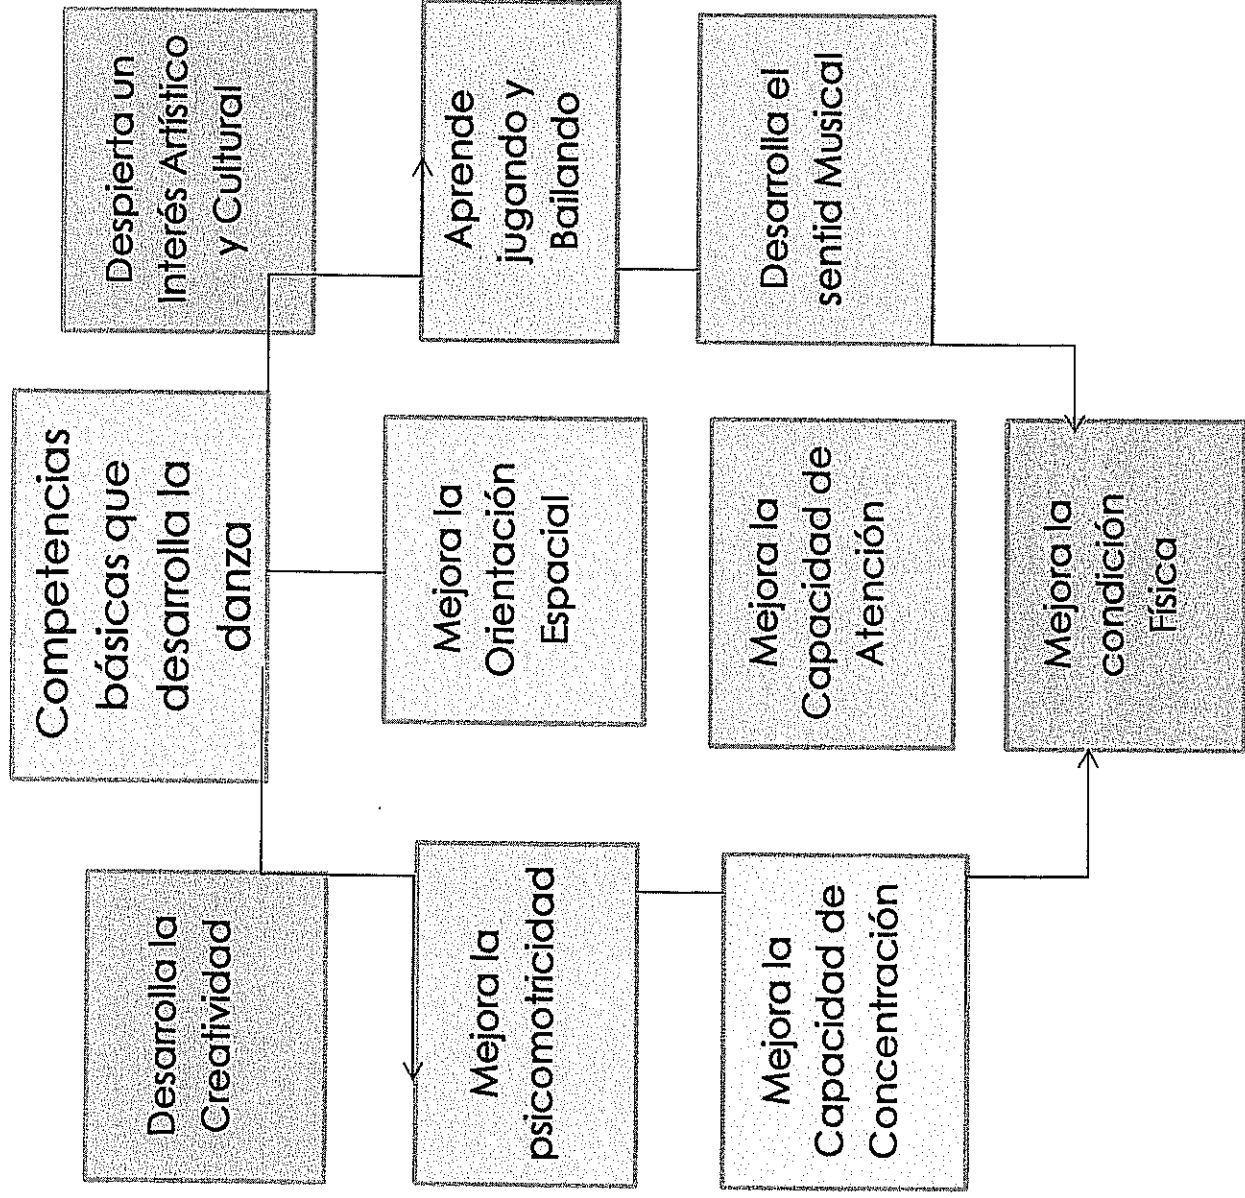 Competencias
básicas que
desarrolla la
danza
Desarrolla la
Creatividad
Despierta un
Interés Artístico
y Cultural
Mejora la
psicomotricidad
Mejora la
Orientación
Espacial
Aprende
jugando y
Bailando
Mejora la
Capacidad de
Concentración
Mejora la
Capacidad de
Atención
Desarrolla el
sentid Musical
Mejora la
condición
Física